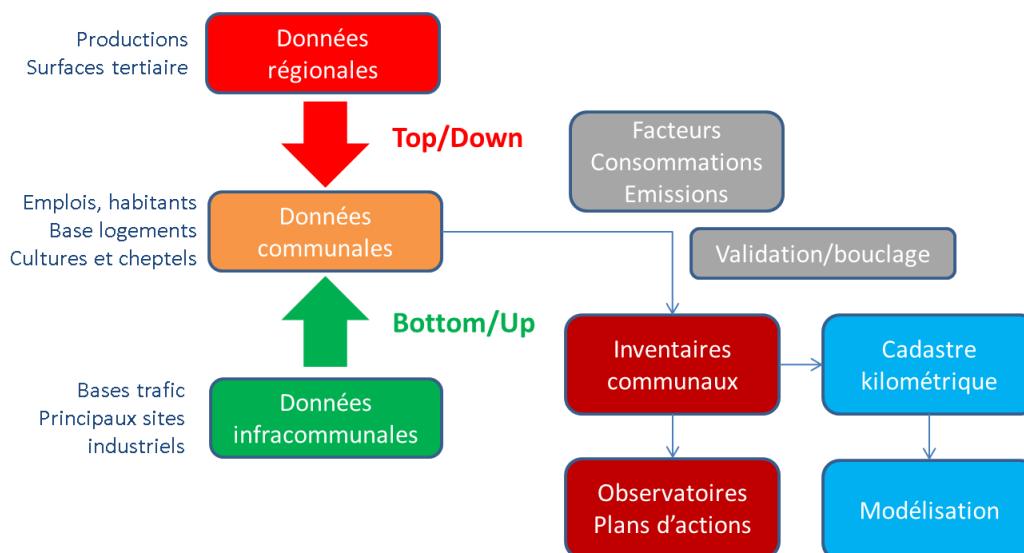 Productions
Surfaces tertiaire
Données
régionales
Top/Down
Facteurs
Consommations
Emissions
Emplois, habitants
Base logements
Cultures et cheptels
Données
communales
Validation/bouclage
Bottom/Up
Inventaires
communaux
Cadastre
kilométrique
Bases trafic
Principaux sites
industriels
Données
infracommunales
Observatoires
Plans d’actions
Modélisation